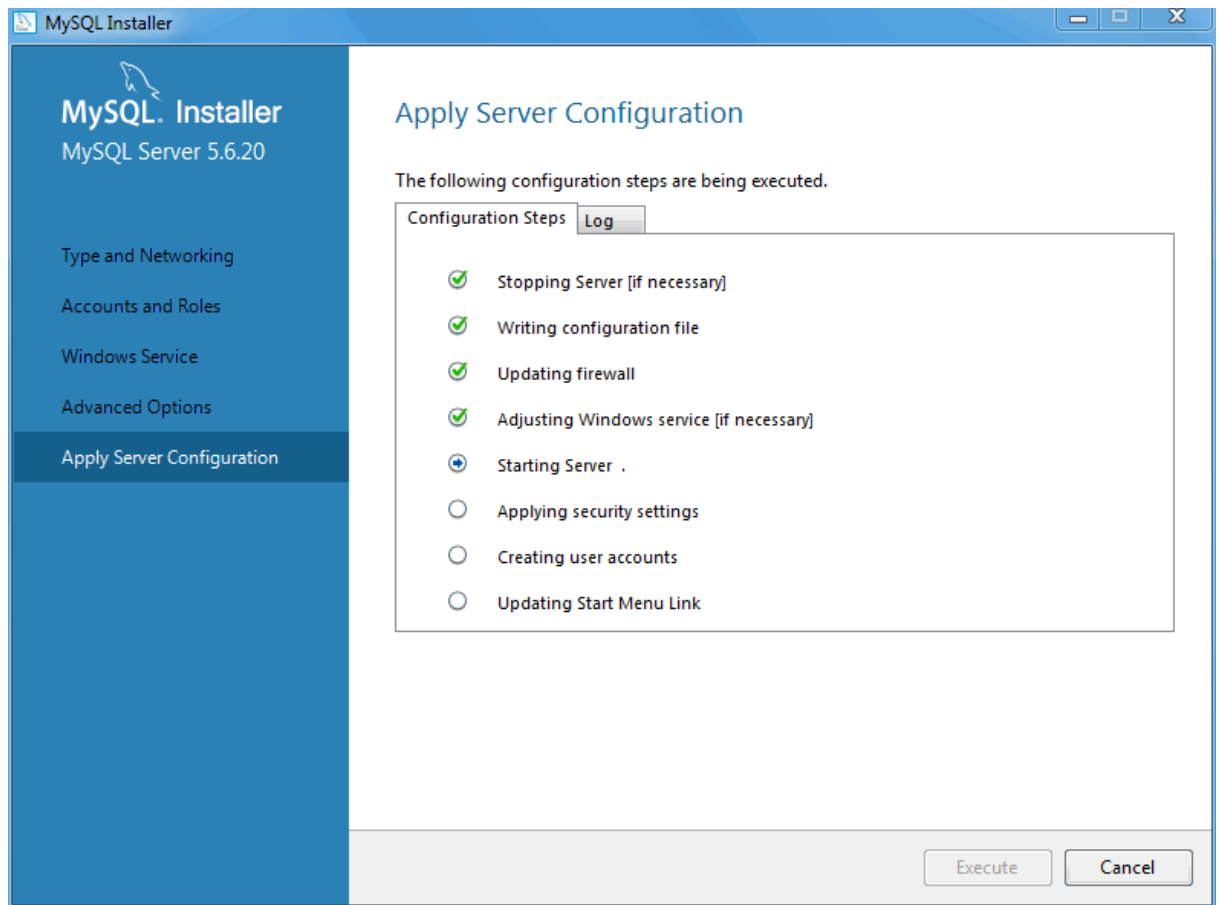 MySQL Installer
MySQL. Installer
MySQL Server 5.6.20
Type and Networking
Accounts and Roles
Windows Service
Advanced Options
Apply Server Configuration
Apply Server Configuration
The following configuration steps are being executed.
Configuration Steps Log
Stopping Server [if necessary]
Writing configuration file
Updating firewall
Adjusting Windows service [if necessary]
Starting Server .
Applying security settings
Creating user accounts
Updating Start Menu Link
Execute Cancel